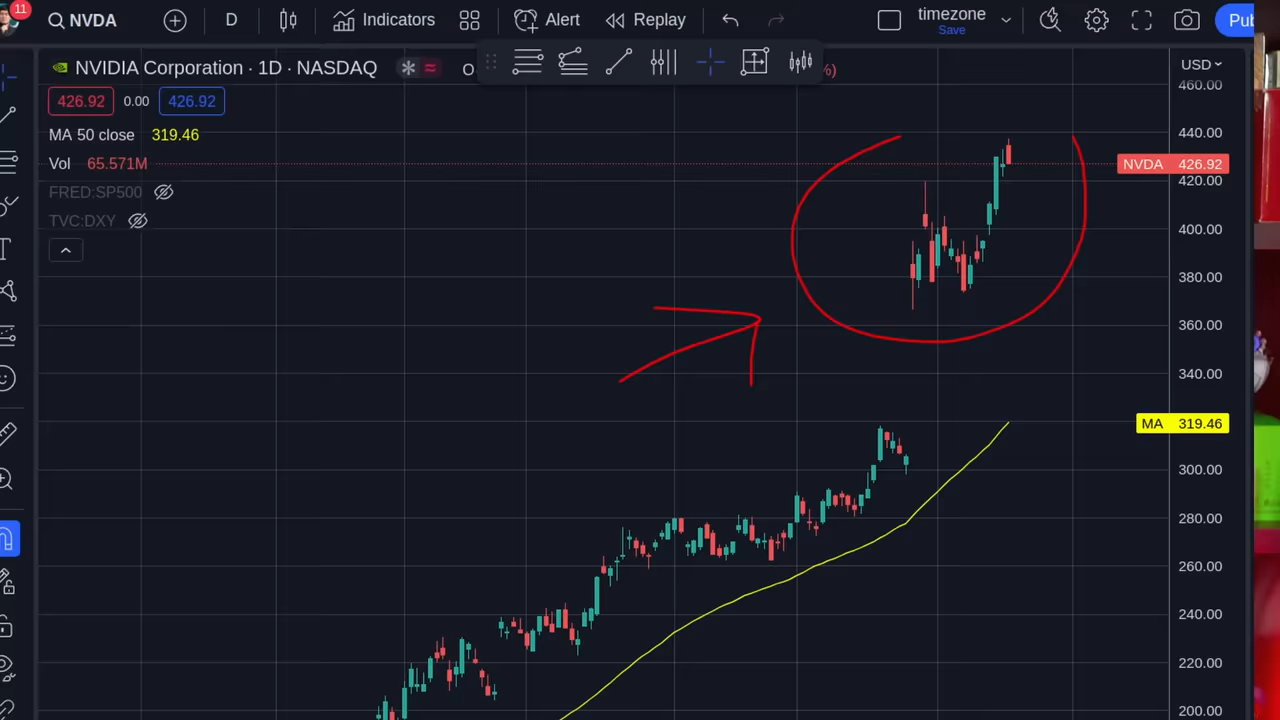 11
NVDA
D
Indicators
Alert
Replay
timezone
Save
Pub
NVIDIA Corporation · 1D · NASDAQ
O
%)
USD
426.92
0.00
426.92
MA 50 close
319.46
Vol
65.571M
FRED:SP500
TVC:DXY
460.00
440.00
NVDA 426.92
420.00
400.00
380.00
360.00
340.00
MA 319.46
300.00
280.00
260.00
240.00
220.00
200.00